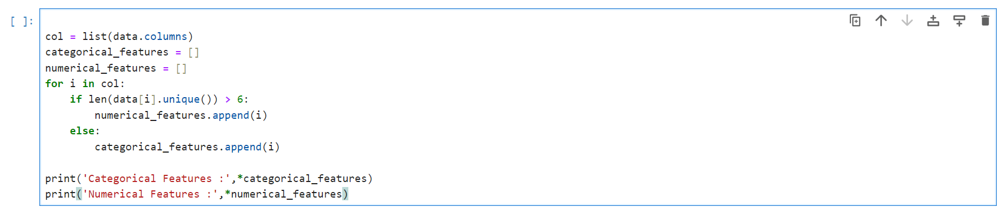 [ ]:
col = list(data.columns)
categorical_features = []
numerical_features = []
for i in col:
    if len(data[i].unique()) > 6:
        numerical_features.append(i)
    else:
        categorical_features.append(i)
print('Categorical Features :',*categorical_features)
print('Numerical Features :',*numerical_features)